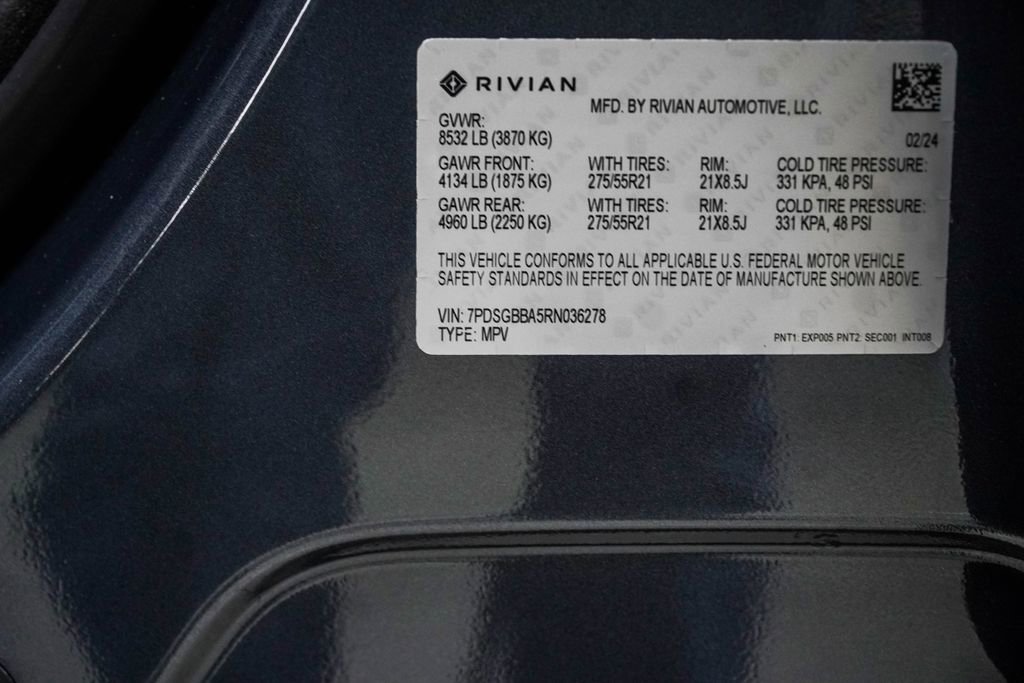 RIVIAN
MFD. BY RIVIAN AUTOMOTIVE, LLC.
GVWR:
8532 LB (3870 KG)
02/24
GAWR FRONT: WITH TIRES: RIM: COLD TIRE PRESSURE:
4134 LB (1875 KG) 275/55R21 21X8.5J 331 KPA, 48 PSI
GAWR REAR: WITH TIRES: RIM: COLD TIRE PRESSURE:
4960 LB (2250 KG) 275/55R21 21X8.5J 331 KPA, 48 PSI
THIS VEHICLE CONFORMS TO ALL APPLICABLE U.S. FEDERAL MOTOR VEHICLE
SAFETY STANDARDS IN EFFECT ON THE DATE OF MANUFACTURE SHOWN ABOVE.
VIN: 7PDSGBBA5RN036278
TYPE: MPV
PNT1: EXP005 PNT2: SEC001 INT008